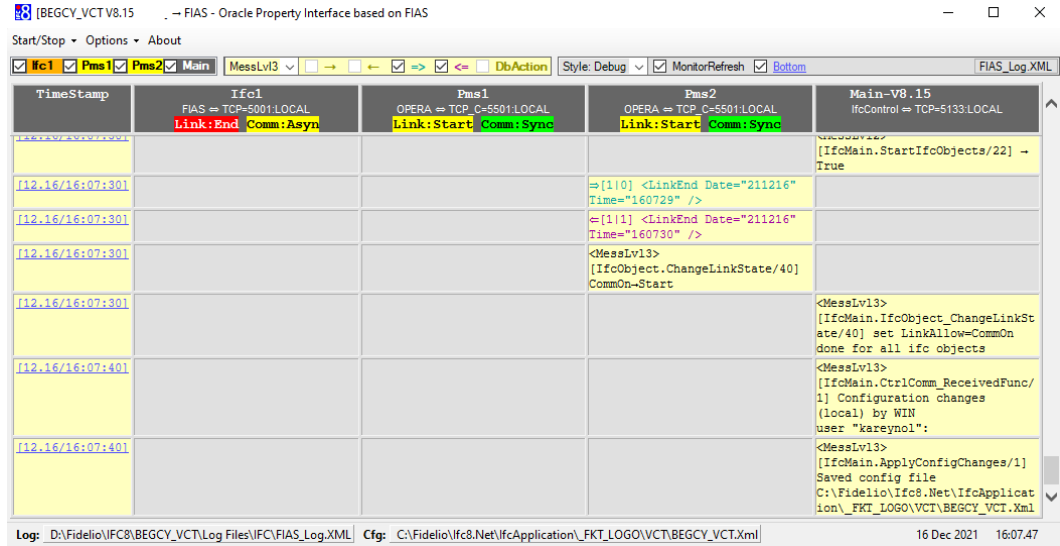 [BEGCY_VCT V8.15 → FIAS - Oracle Property Interface based on FIAS
Start/Stop Options About
Ifc1 Pms1 Pms2 Main MessLvl3 → ← => <= DbAction Style: Debug MonitorRefresh Bottom FIAS_Log.XML
TimeStamp Ifc1 Pms1 Pms2 Main-V8.15
FIAS ⇔ TCP=5001:LOCAL OPERA ⇔ TCP_C=5501:LOCAL OPERA ⇔ TCP_C=5501:LOCAL IfcControl ⇔ TCP=5133:LOCAL
Link:End Comm:Asyn Link:Start Comm:Sync Link:Start Comm:Sync
[12.16/16:07:30] <MessLvl2>
[IfcMain.StartIfcObjects/22] →
True
[12.16/16:07:30] ⇒[1|0] <LinkEnd Date="211216"
Time="160729" />
[12.16/16:07:30] ⇐[1|1] <LinkEnd Date="211216"
Time="160730" />
[12.16/16:07:30] <MessLvl3>
[IfcObject.ChangeLinkState/40]
CommOn→Start
[12.16/16:07:30] <MessLvl3>
[IfcMain.IfcObject_ChangeLinkSt
ate/40] set LinkAllow=CommOn
done for all ifc objects
[12.16/16:07:40] <MessLvl3>
[IfcMain.CtrlComm_ReceivedFunc/
1] Configuration changes
(local) by WIN
user "kareynol":
[12.16/16:07:40] <MessLvl3>
[IfcMain.ApplyConfigChanges/1]
Saved config file
C:\Fidelio\Ifc8.Net\IfcApplicat
ion\_FKT_LOGO\VCT\BEGCY_VCT.Xml
Log: D:\Fidelio\IFC8\BEGCY_VCT\Log Files\IFC\FIAS_Log.XML Cfg: C:\Fidelio\Ifc8.Net\IfcApplication\_FKT_LOGO\VCT\BEGCY_VCT.Xml 16 Dec 2021 16:07.47